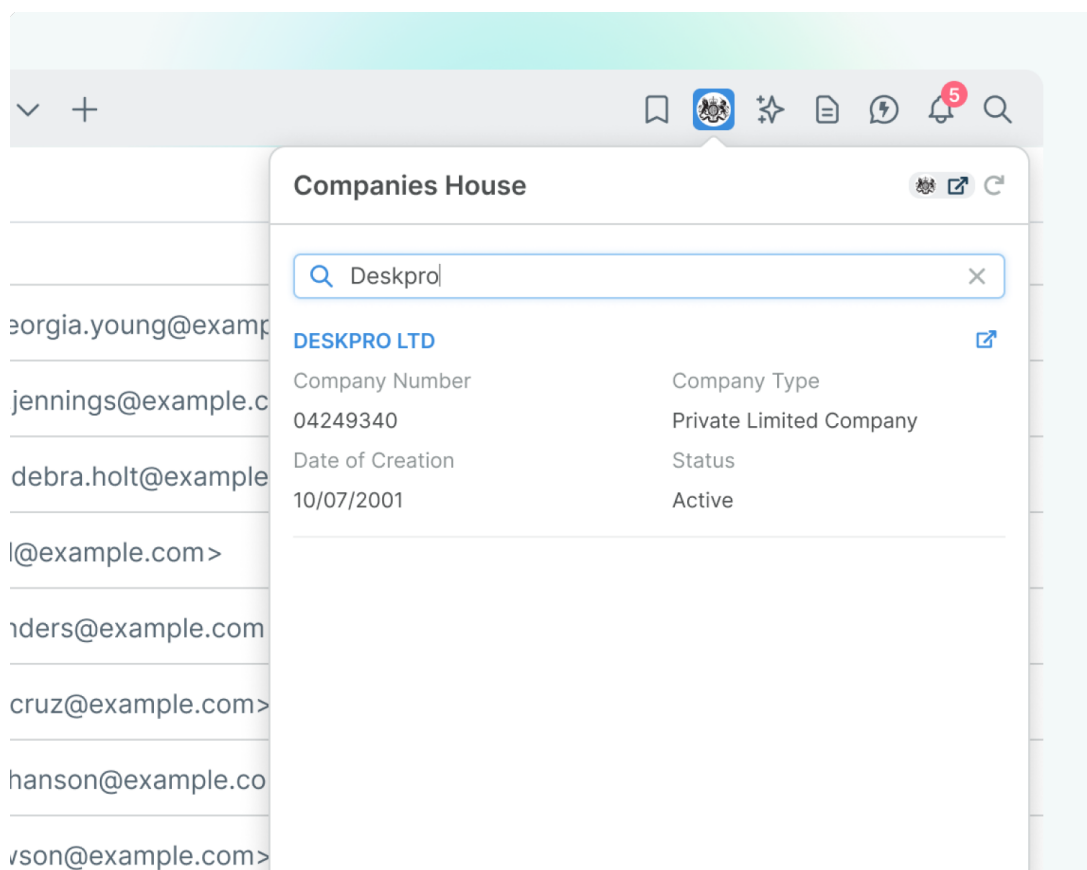 5
Companies House
Deskpro
DESKPRO LTD
Company Number
Company Type
04249340
Private Limited Company
Date of Creation
Status
10/07/2001
Active
eorgia.young@examp
jennings@example.c
debra.holt@example
l@example.com>
nders@example.com
cruz@example.com>
hanson@example.co
wson@example.com>